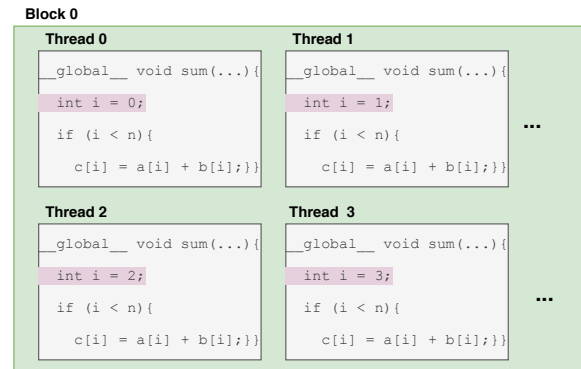 Block 0
Thread 0
__global__ void sum(...){
int i = 0;
if (i < n){
c[i] = a[i] + b[i];}}
Thread 1
__global__ void sum(...){
int i = 1;
if (i < n){
c[i] = a[i] + b[i];}}
...
Thread 2
__global__ void sum(...){
int i = 2;
if (i < n){
c[i] = a[i] + b[i];}}
Thread 3
__global__ void sum(...){
int i = 3;
if (i < n){
c[i] = a[i] + b[i];}}
...